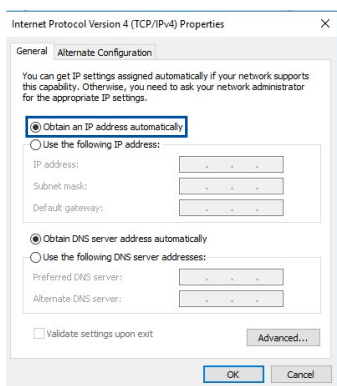 Internet Protocol Version 4 (TCP/IPv4) Properties
General Alternate Configuration
You can get IP settings assigned automatically if your network supports
this capability. Otherwise, you need to ask your network administrator
for the appropriate IP settings.
Obtain an IP address automatically
Use the following IP address:
IP address:
Subnet mask:
Default gateway:
Obtain DNS server address automatically
Use the following DNS server addresses:
Preferred DNS server:
Alternate DNS server:
Validate settings upon exit
Advanced...
OK Cancel